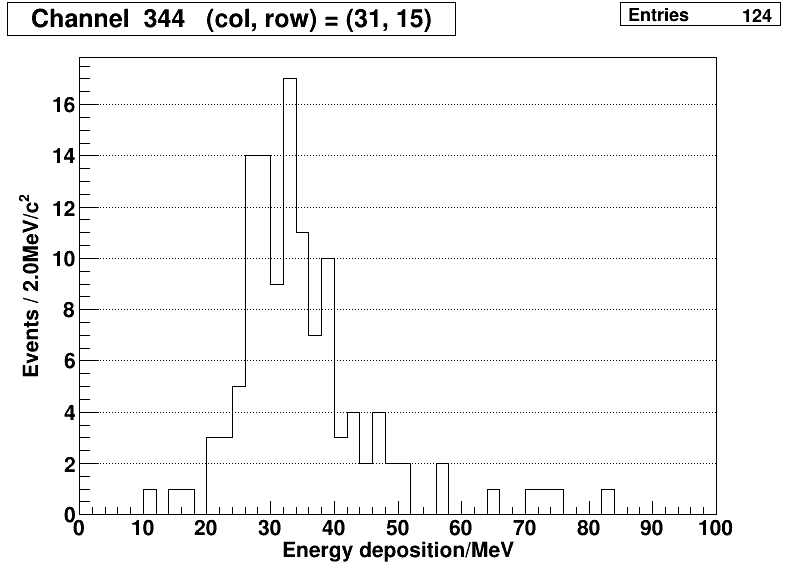 Channel 344 (col, row) = (31, 15)
Entries 124
Events / 2.0MeV/c²
16
14
12
10
8
6
4
2
0
0 10 20 30 40 50 60 70 80 90 100
Energy deposition/MeV